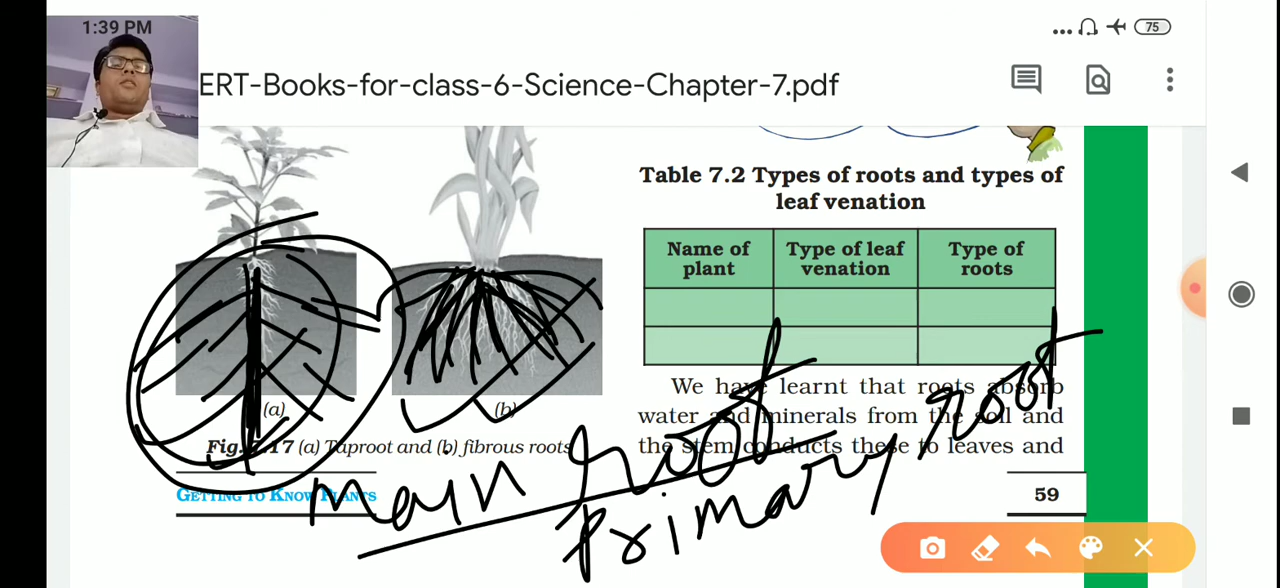 1:39 PM
75
ERT-Books-for-class-6-Science-Chapter-7.pdf
Table 7.2 Types of roots and types of
leaf venation
Name of plant
Type of leaf venation
Type of roots
(a)
(b)
Fig. 7.17 (a) Taproot and (b) fibrous roots
We have learnt that roots absorb
water and minerals from the soil and
the stem conducts these to leaves and
GETTING TO KNOW PLANTS
59
main root
primary root